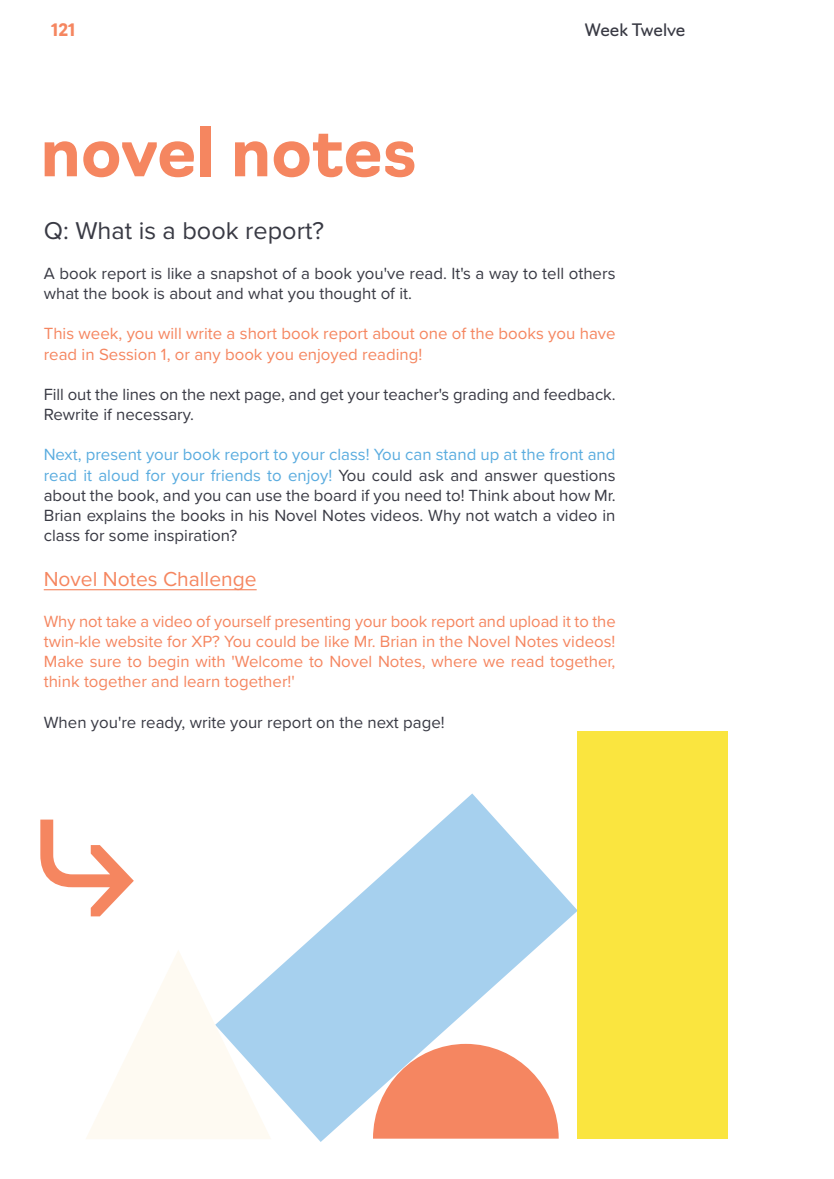 121
Week Twelve
novel notes
Q: What is a book report?
A book report is like a snapshot of a book you've read. It's a way to tell others
what the book is about and what you thought of it.
This week, you will write a short book report about one of the books you have
read in Session 1, or any book you enjoyed reading!
Fill out the lines on the next page, and get your teacher's grading and feedback.
Rewrite if necessary.
Next, present your book report to your class! You can stand up at the front and
read it aloud for your friends to enjoy! You could ask and answer questions
about the book, and you can use the board if you need to! Think about how Mr.
Brian explains the books in his Novel Notes videos. Why not watch a video in
class for some inspiration?
Novel Notes Challenge
Why not take a video of yourself presenting your book report and upload it to the
twin-kle website for XP? You could be like Mr. Brian in the Novel Notes videos!
Make sure to begin with 'Welcome to Novel Notes, where we read together,
think together and learn together!'
When you're ready, write your report on the next page!